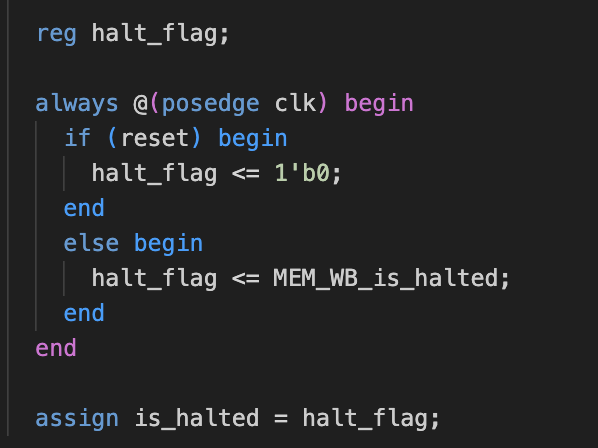 reg halt_flag;
always @(posedge clk) begin
if (reset) begin
halt_flag <= 1'b0;
end
else begin
halt_flag <= MEM_WB_is_halted;
end
end
assign is_halted = halt_flag;